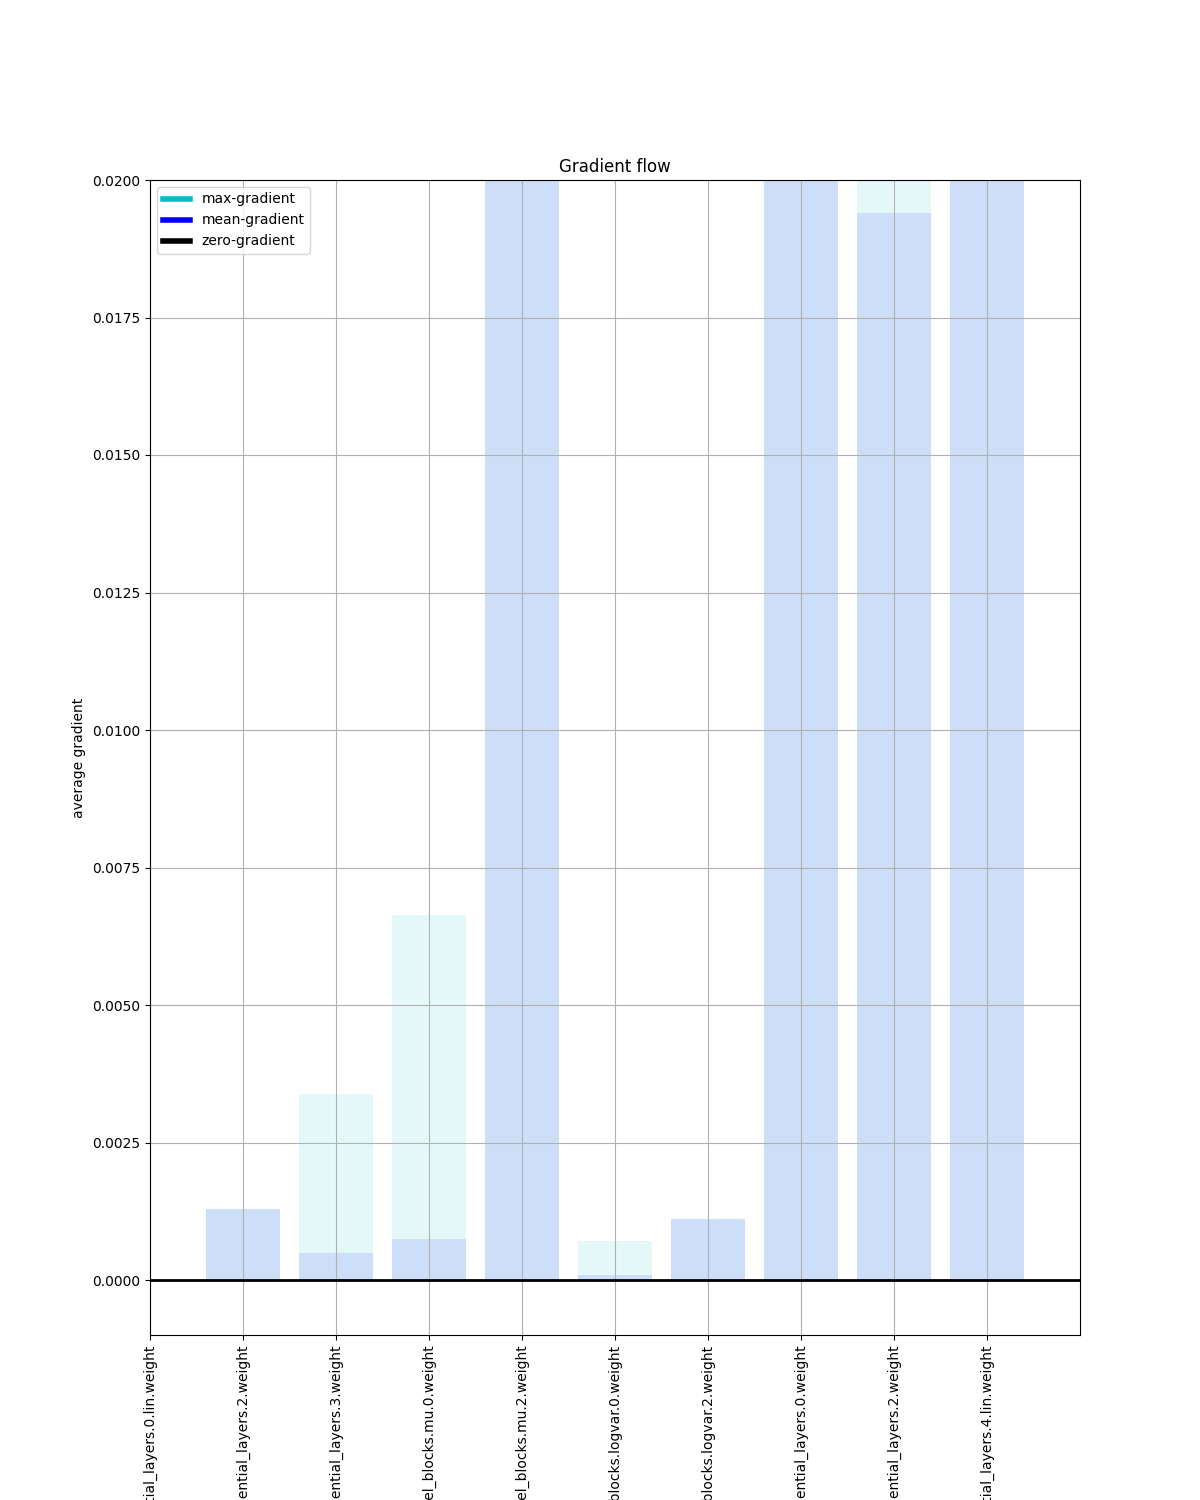 Gradient flow
max-gradient
mean-gradient
zero-gradient
0.0200
0.0175
0.0150
0.0125
0.0100
0.0075
0.0050
0.0025
0.0000
average gradient
tial_layers.0.lin.weight
ential_layers.2.weight
ential_layers.3.weight
el_blocks.mu.0.weight
el_blocks.mu.2.weight
blocks.logvar.0.weight
blocks.logvar.2.weight
ential_layers.0.weight
ential_layers.2.weight
tial_layers.4.lin.weight